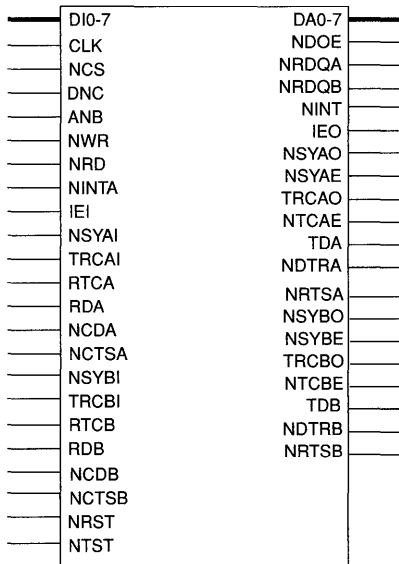 DI0-7
CLK
NCS
DNC
ANB
NWR
NRD
NINTA
IEI
NSYAI
TRCAI
RTCA
RDA
NCDA
NCTSA
NSYBI
TRCBI
RTCB
RDB
NCDB
NCTSB
NRST
NTST
DA0-7
NDOE
NRDQA
NRDQB
NINT
IEO
NSYAO
NSYAE
TRCAO
NTCAE
TDA
NDTRA
NRTSA
NSYBO
NSYBE
TRCBO
NTCBE
TDB
NDTRB
NRTSB